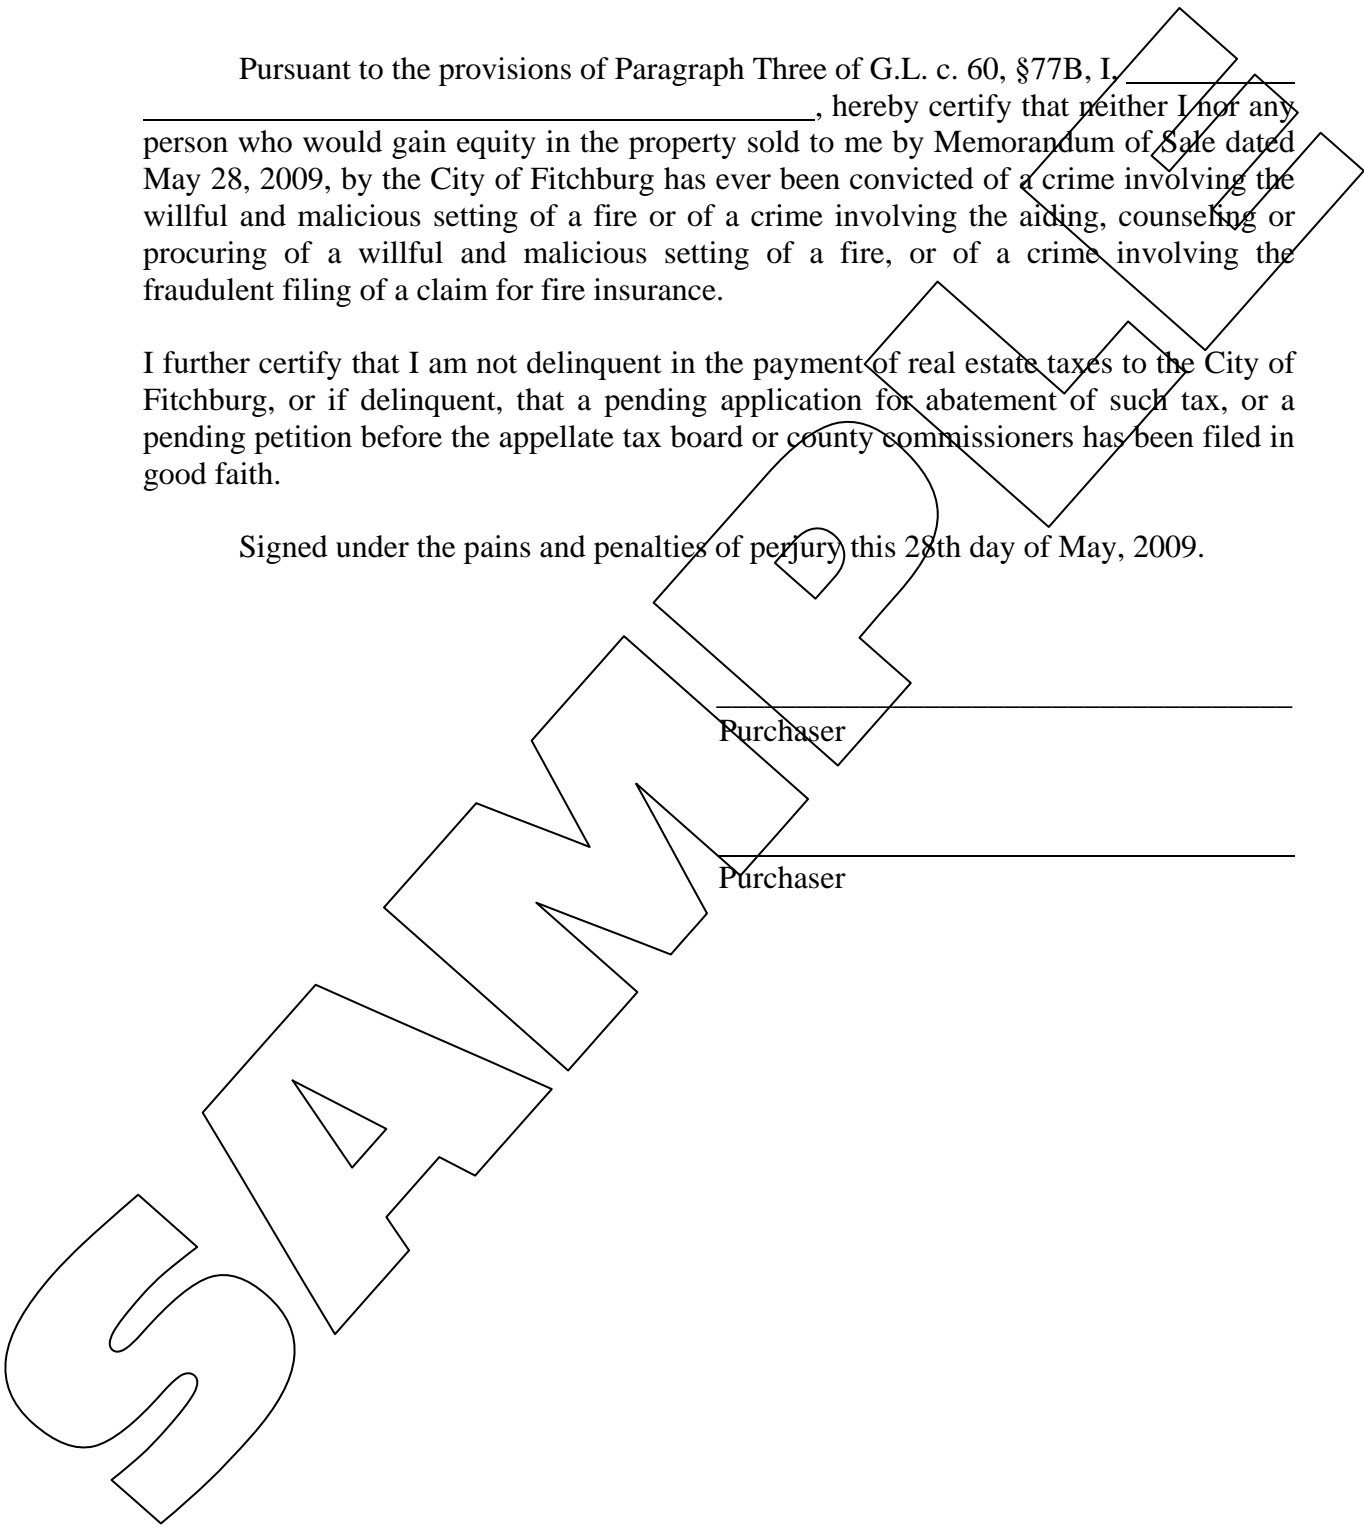 Pursuant to the provisions of Paragraph Three of G.L. c. 60, §77B, I, __________
__________________________________________, hereby certify that neither I nor any
person who would gain equity in the property sold to me by Memorandum of Sale dated
May 28, 2009, by the City of Fitchburg has ever been convicted of a crime involving the
willful and malicious setting of a fire or of a crime involving the aiding, counseling or
procuring of a willful and malicious setting of a fire, or of a crime involving the
fraudulent filing of a claim for fire insurance.
I further certify that I am not delinquent in the payment of real estate taxes to the City of
Fitchburg, or if delinquent, that a pending application for abatement of such tax, or a
pending petition before the appellate tax board or county commissioners has been filed in
good faith.
Signed under the pains and penalties of perjury this 28th day of May, 2009.
____________________________________
Purchaser
____________________________________
Purchaser
SAMPLE